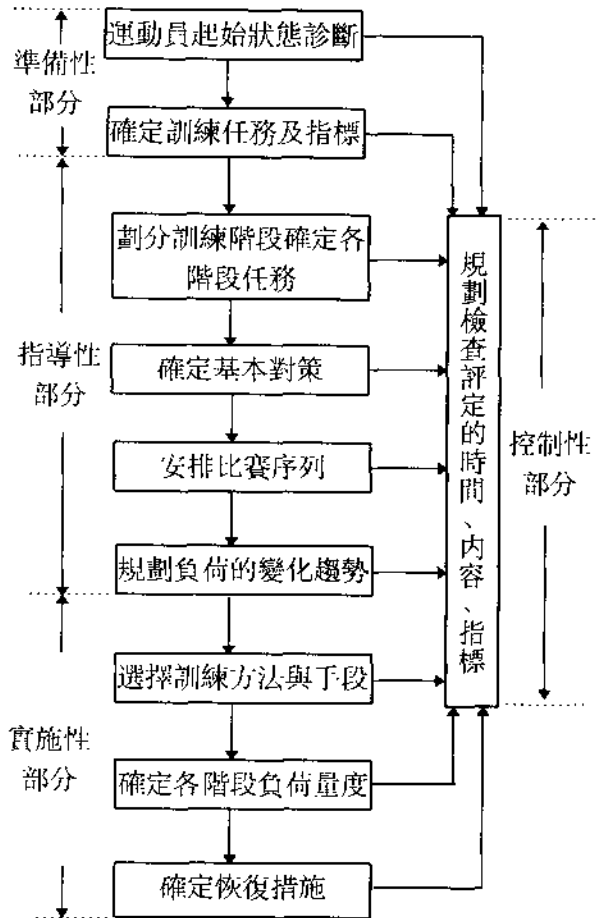 運動員起始狀態診斷
準備性
部分
確定訓練任務及指標
劃分訓練階段確定各
階段任務
指導性
部分
確定基本對策
安排比賽序列
規劃負荷的變化趨勢
規劃檢查評定的時間、內容、指標
控制性
部分
選擇訓練方法與手段
實施性
部分
確定各階段負荷量度
確定恢復措施